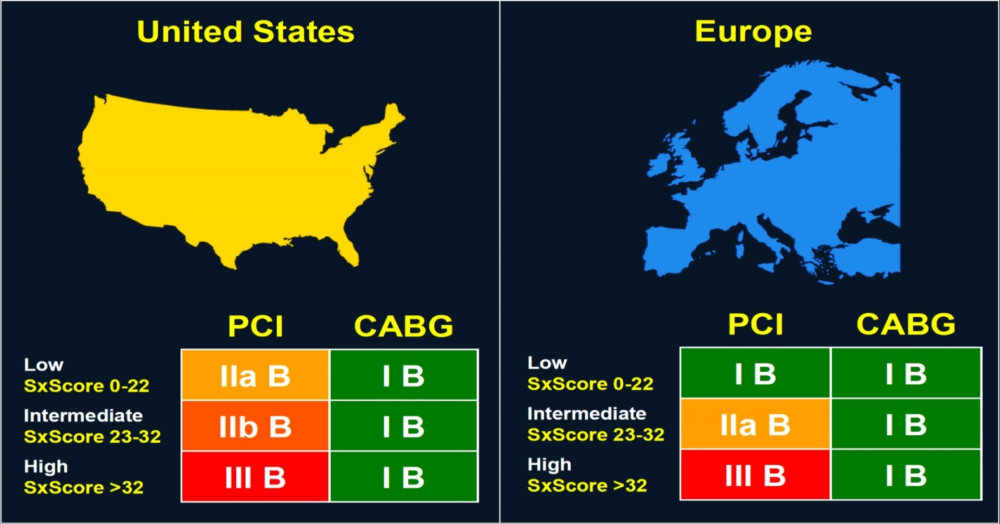 United States
PCI CABG
Low
SxScore 0-22
IIa B I B
Intermediate
SxScore 23-32
IIb B I B
High
SxScore >32
III B I B
Europe
PCI CABG
Low
SxScore 0-22
I B I B
Intermediate
SxScore 23-32
IIa B I B
High
SxScore >32
III B I B